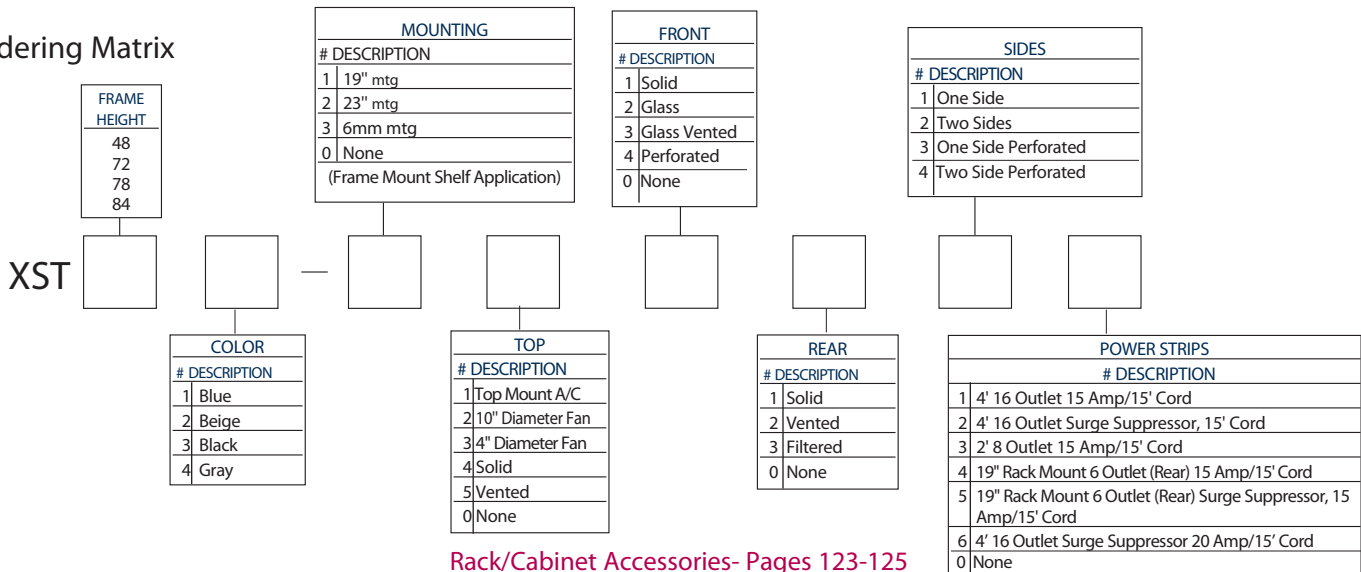 dering Matrix
FRAME
HEIGHT
48
72
78
84
MOUNTING
# DESCRIPTION
1 19" mtg
2 23" mtg
3 6mm mtg
0 None
(Frame Mount Shelf Application)
FRONT
# DESCRIPTION
1 Solid
2 Glass
3 Glass Vented
4 Perforated
0 None
SIDES
# DESCRIPTION
1 One Side
2 Two Sides
3 One Side Perforated
4 Two Side Perforated
XST —
COLOR
# DESCRIPTION
1 Blue
2 Beige
3 Black
4 Gray
TOP
# DESCRIPTION
1 Top Mount A/C
2 10" Diameter Fan
3 4" Diameter Fan
4 Solid
5 Vented
0 None
REAR
# DESCRIPTION
1 Solid
2 Vented
3 Filtered
0 None
POWER STRIPS
# DESCRIPTION
1 4' 16 Outlet 15 Amp/15' Cord
2 4' 16 Outlet Surge Suppressor, 15' Cord
3 2' 8 Outlet 15 Amp/15' Cord
4 19" Rack Mount 6 Outlet (Rear) 15 Amp/15' Cord
5 19" Rack Mount 6 Outlet (Rear) Surge Suppressor, 15
Amp/15' Cord
6 4' 16 Outlet Surge Suppressor 20 Amp/15' Cord
0 None
Rack/Cabinet Accessories- Pages 123-125